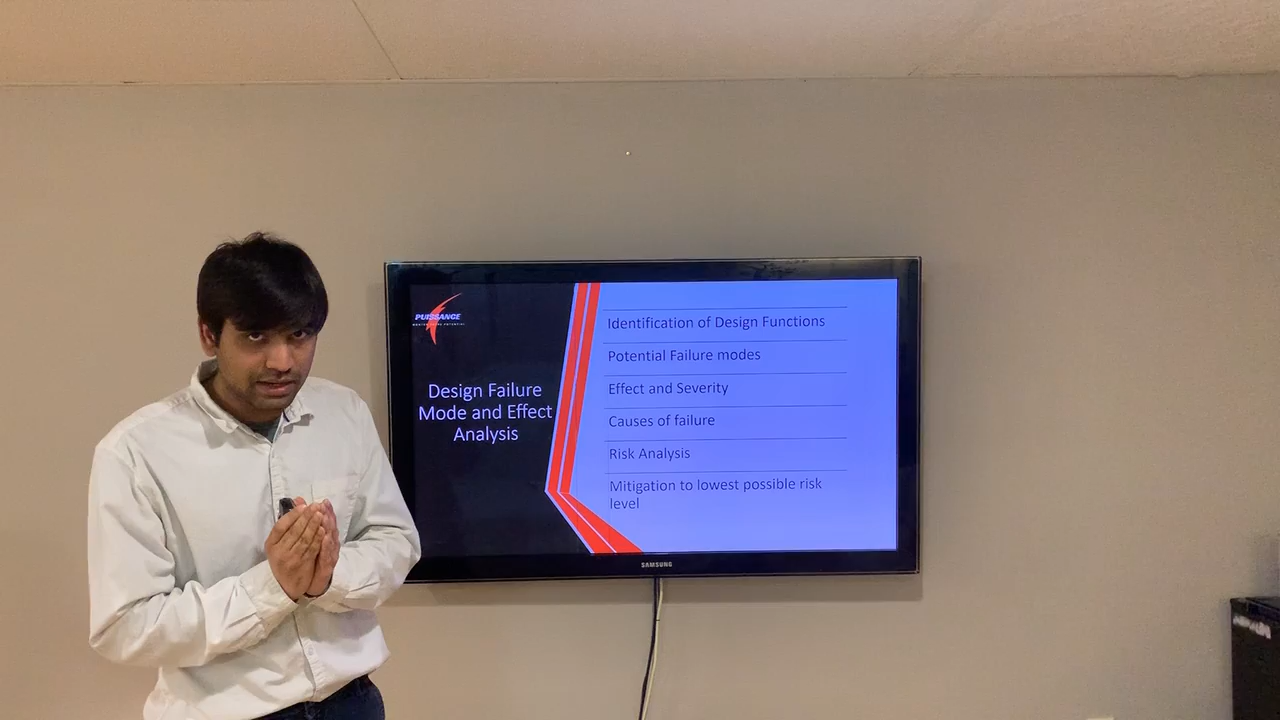 PUISSANCE
Design Failure
Mode and Effect
Analysis
Identification of Design Functions
Potential Failure modes
Effect and Severity
Causes of failure
Risk Analysis
Mitigation to lowest possible risk
level
SAMSUNG